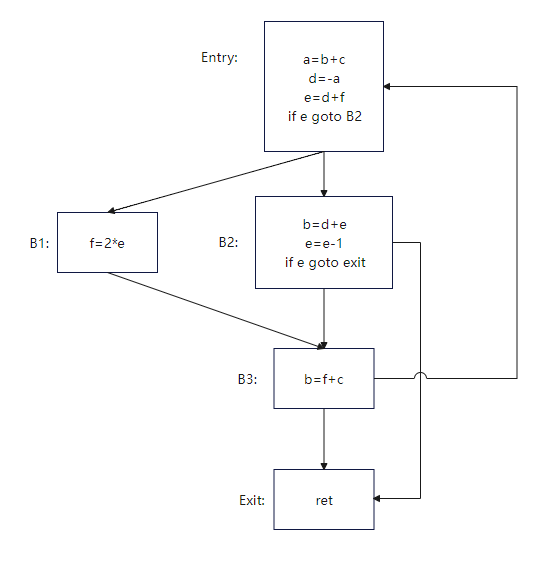 Entry:
a=b+c
d=-a
e=d+f
if e goto B2
B1:
f=2*e
B2:
b=d+e
e=e-1
if e goto exit
B3:
b=f+c
Exit:
ret